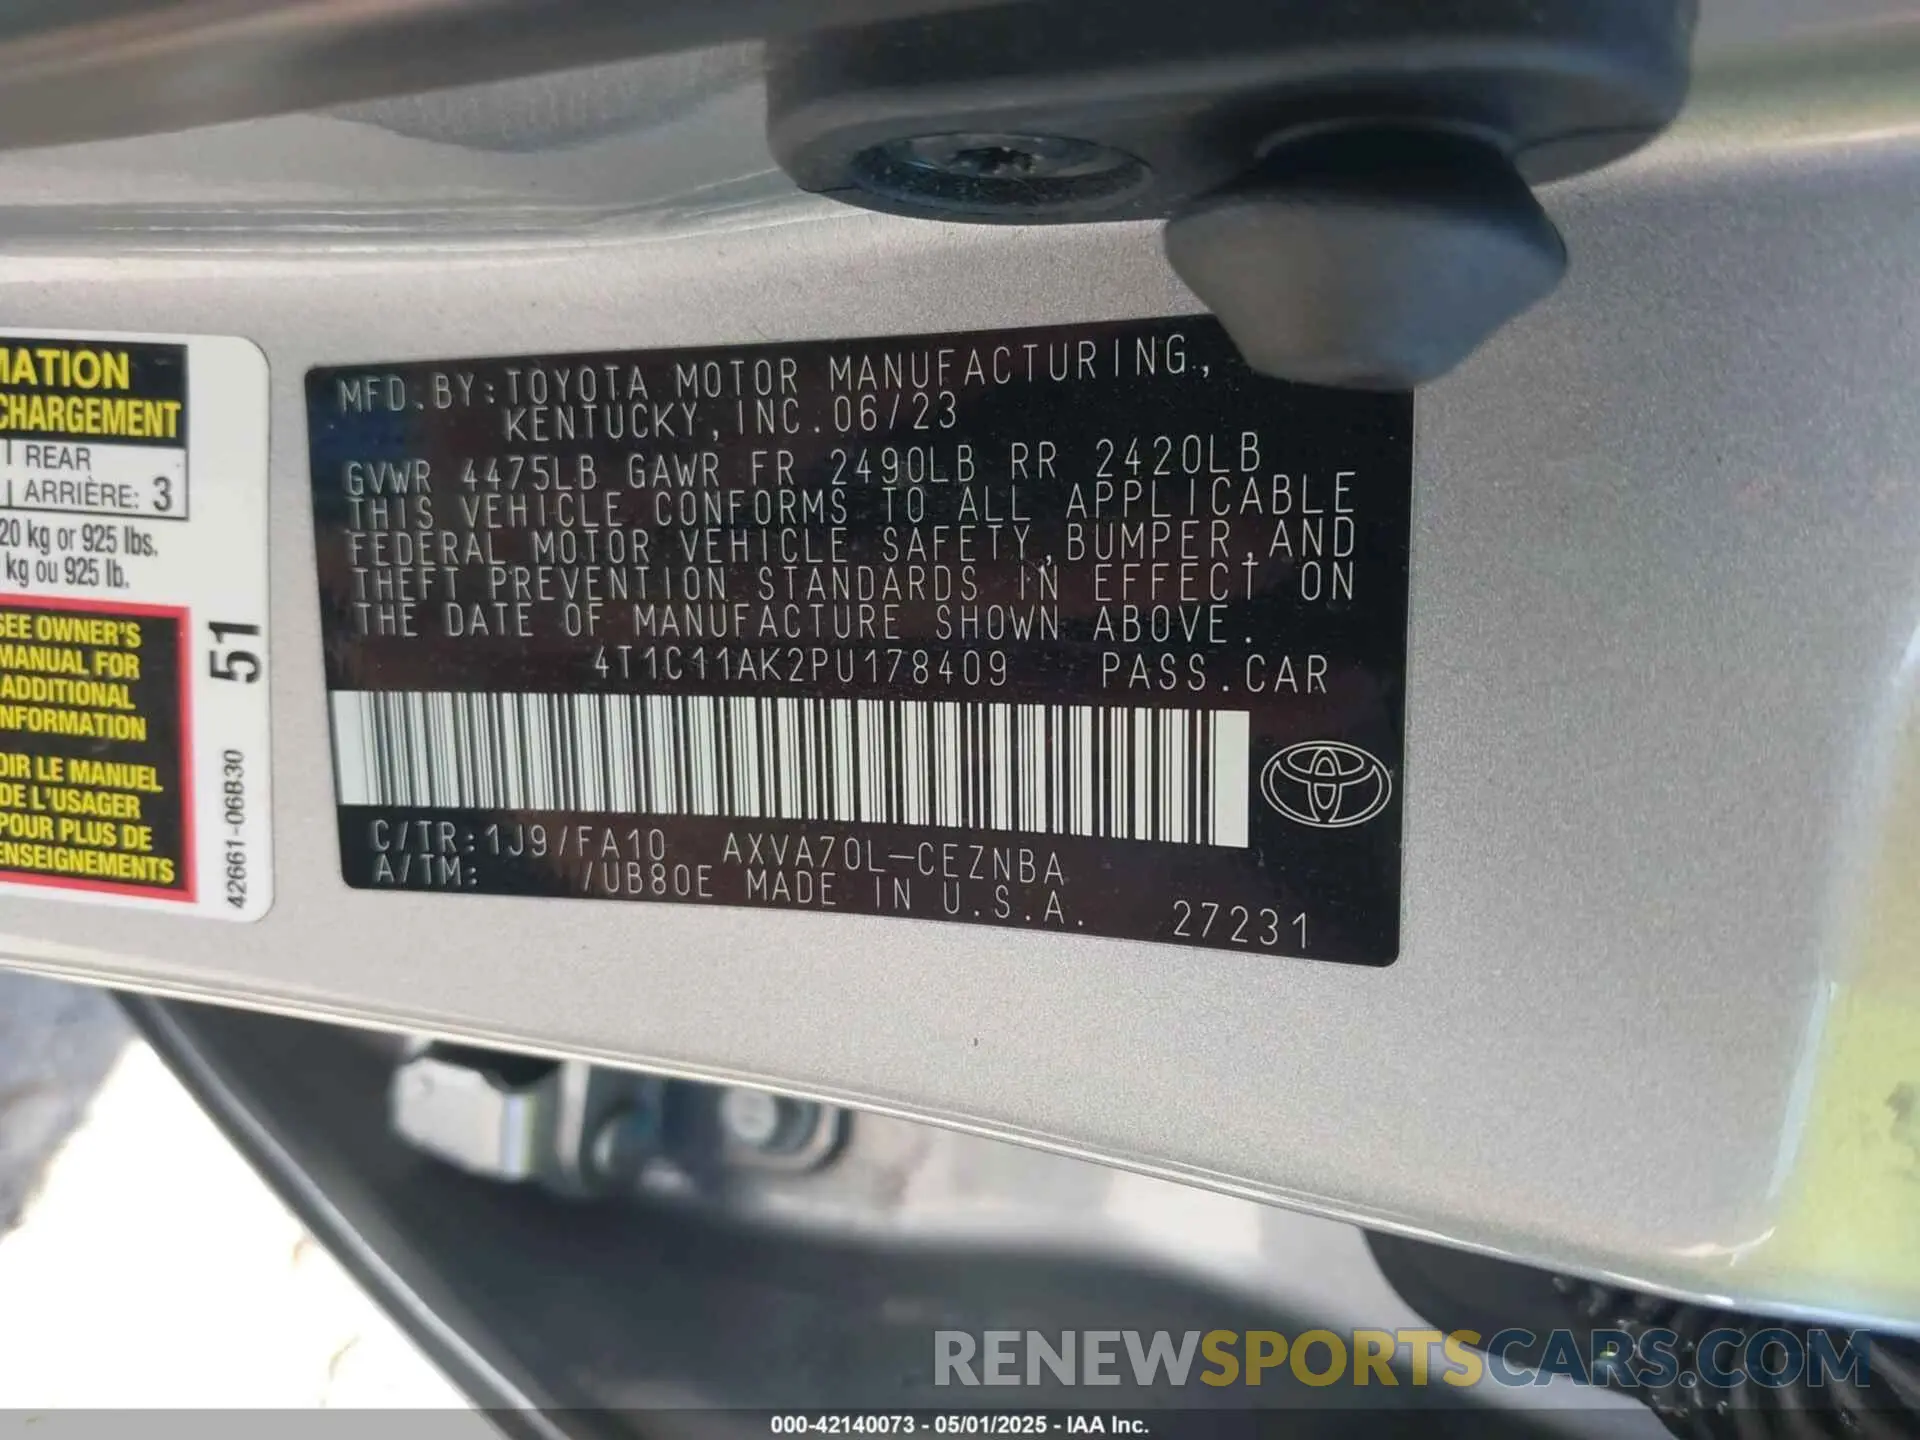 MATION
CHARGEMENT
REAR
ARRIÈRE: 3
20 kg or 925 lbs.
kg ou 925 lb.
SEE OWNER'S
MANUAL FOR
ADDITIONAL
NFORMATION
OIR LE MANUEL
DE L'USAGER
POUR PLUS DE
ENSEIGNEMENTS
51
42661-06B30
MFD.BY:TOYOTA MOTOR MANUFACTURING,
KENTUCKY,INC.06/23
GVWR 4475LB GAWR FR 2490LB RR 2420LB
THIS VEHICLE CONFORMS TO ALL APPLICABLE
FEDERAL MOTOR VEHICLE SAFETY,BUMPER,AND
THEFT PREVENTION STANDARDS IN EFFECT ON
THE DATE OF MANUFACTURE SHOWN ABOVE.
4T1C11AK2PU178409 PASS.CAR
C/TR:1J9/FA10 AXVA70L-CEZNBA
A/TM: /UB80E MADE IN U.S.A.
27231
RENEWSPORTSCARS.COM
000-42140073 - 05/01/2025 - IAA Inc.